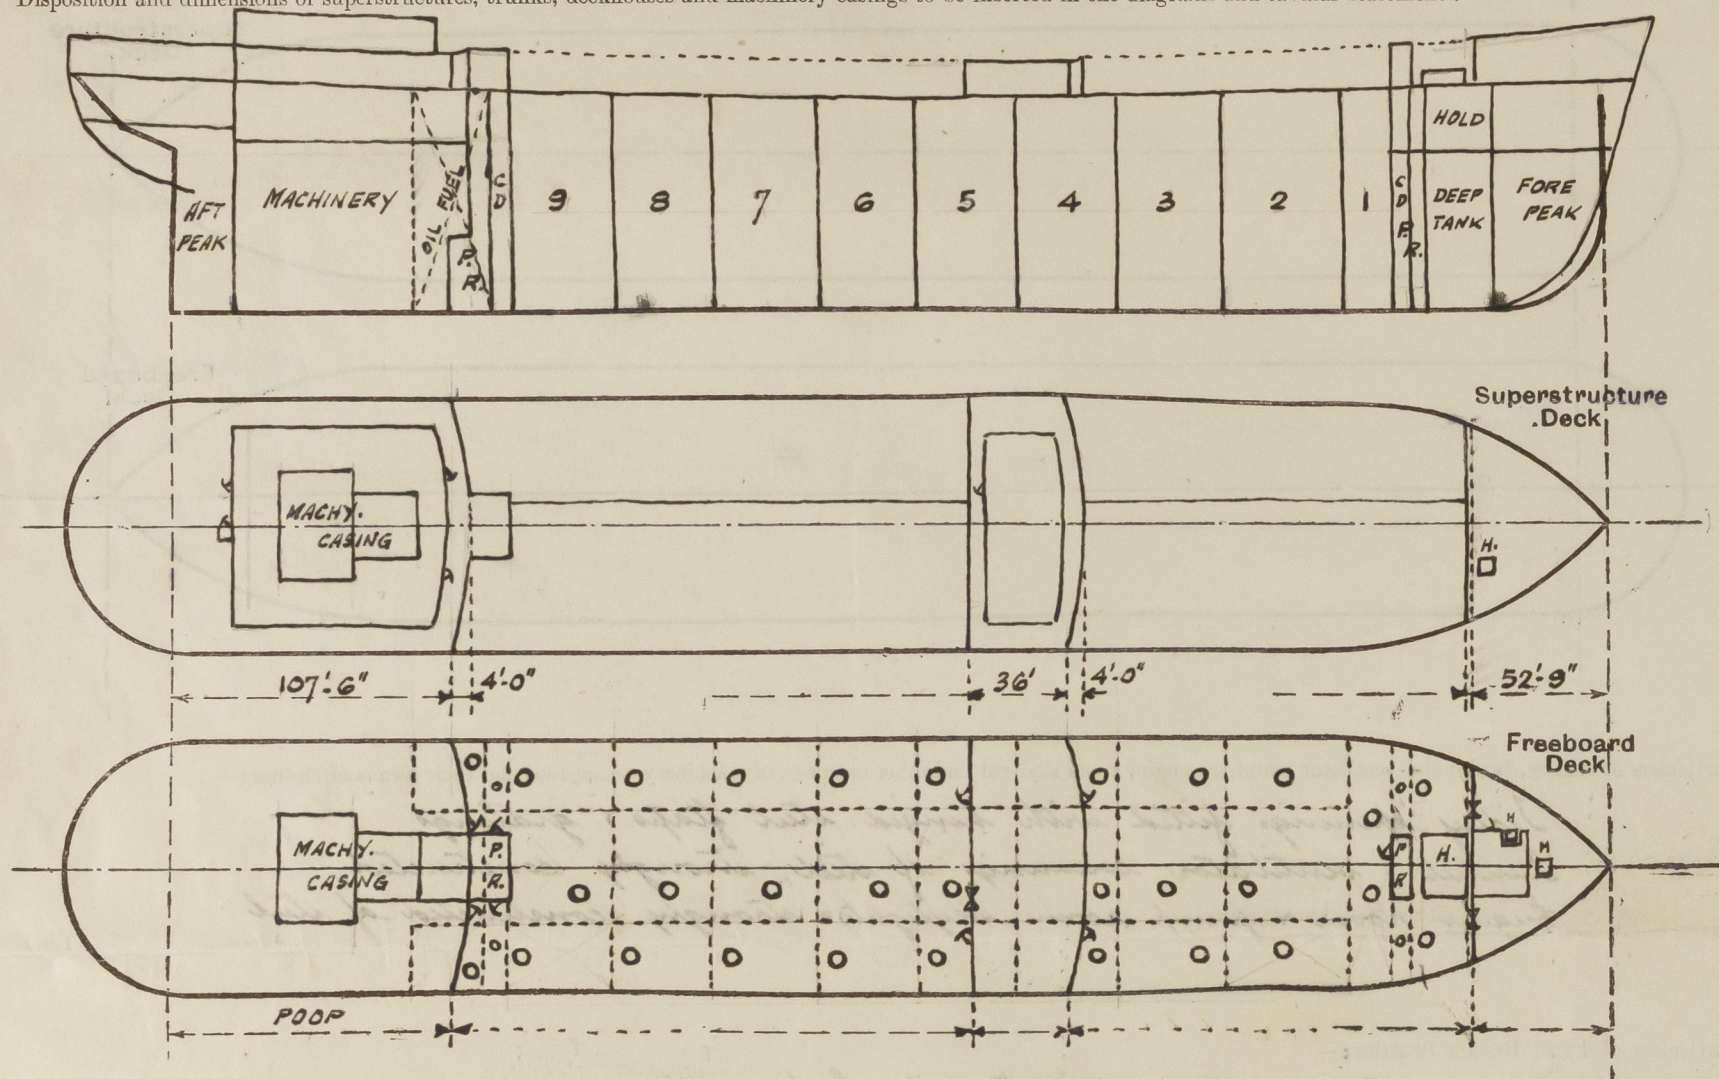 Disposition and dimensions of superstructures, trunks, deckhouses and machinery casings to be inserted in the diagrams and tabular statement.
HOLD
AFT
PEAK
MACHINERY
OIL FUEL
P.
R.
C
D
9
8
7
6
5
4
3
2
1
C
D
P.
R.
DEEP
TANK
FORE
PEAK
Superstructure
Deck
MACHY.
CASING
H.
107'-6"
4'-0"
36'
4'-0"
52'-9"
Freeboard
Deck
MACHY.
CASING
P.
R.
P
R
H.
H
H
POOP